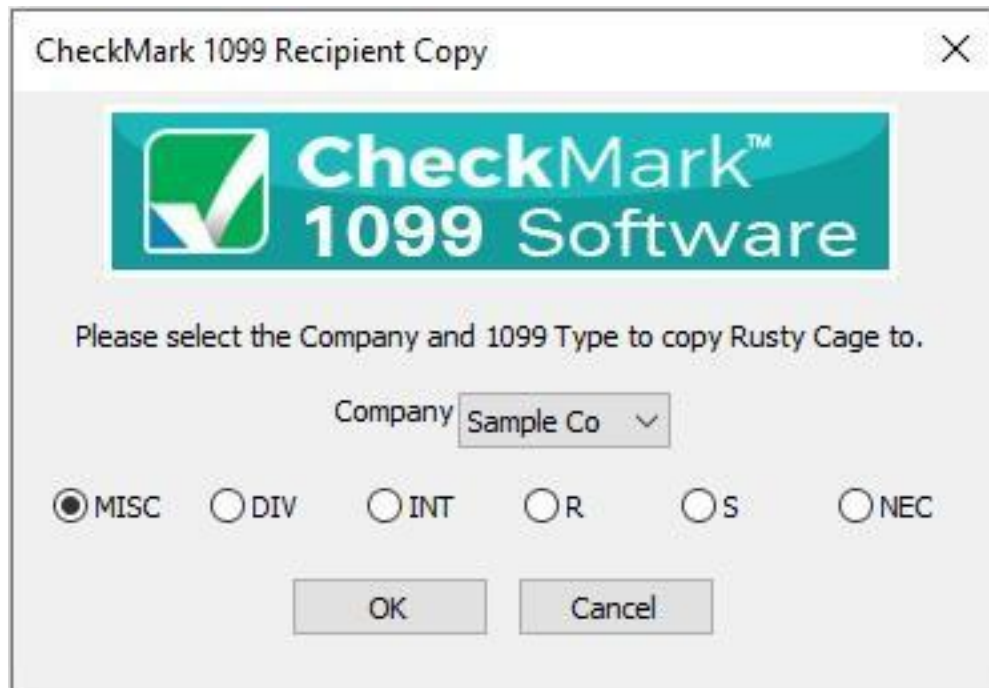 CheckMark 1099 Recipient Copy
CheckMark™
1099 Software
Please select the Company and 1099 Type to copy Rusty Cage to.
Company Sample Co
MISC DIV INT R S NEC
OK Cancel